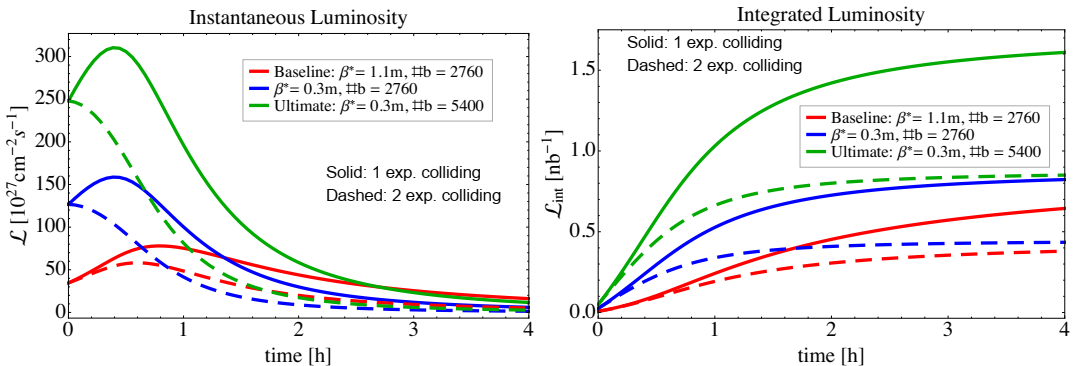 Instantaneous Luminosity
300
250
200
150
100
50
0
0 1 2 3 4
time [h]
ℒ [10²⁷cm⁻²s⁻¹]
Baseline: β*= 1.1m, #b = 2760
β*= 0.3m, #b = 2760
Ultimate: β*= 0.3m, #b = 5400
Solid: 1 exp. colliding
Dashed: 2 exp. colliding
Integrated Luminosity
Solid: 1 exp. colliding
Dashed: 2 exp. colliding
1.5
1.0
0.5
0.0
0 1 2 3 4
time [h]
ℒint [nb⁻¹]
Baseline: β*= 1.1m, #b = 2760
β*= 0.3m, #b = 2760
Ultimate: β*= 0.3m, #b = 5400